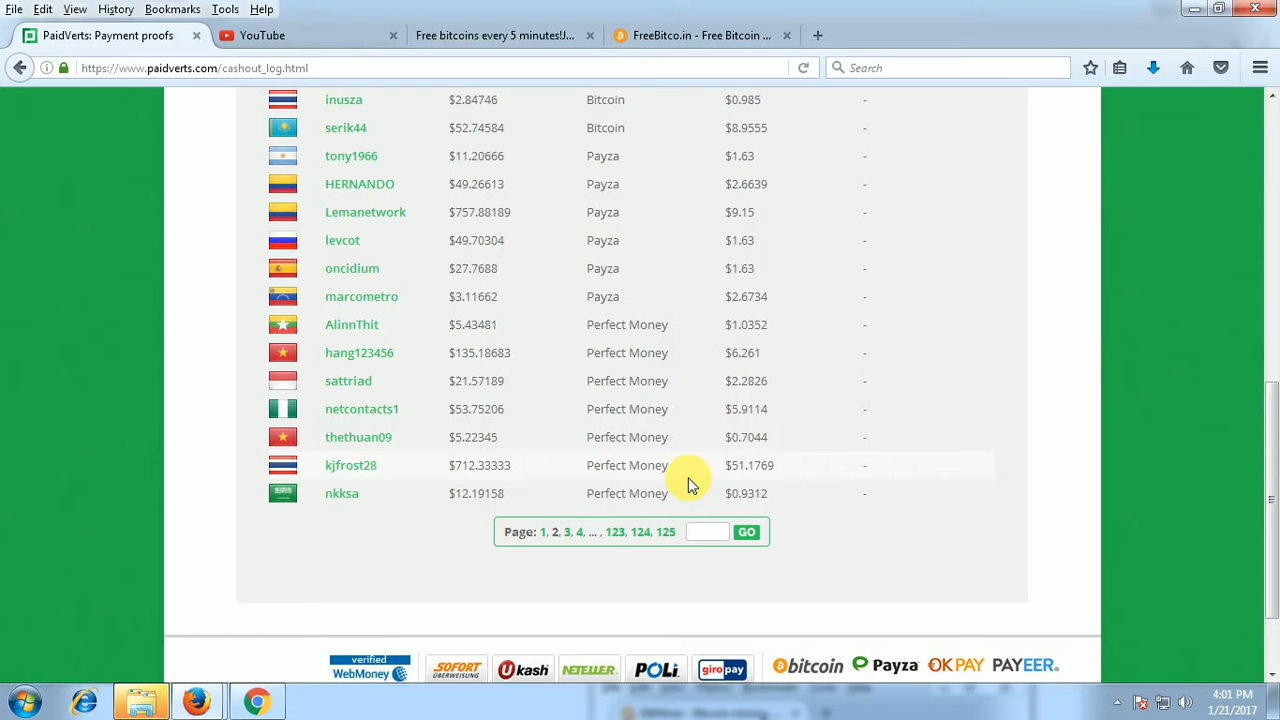 File Edit View History Bookmarks Tools Help
PaidVerts: Payment proofs × YouTube × Free bitcoins every 5 minutes!J... × FreeBitco.in - Free Bitcoin ... × +
https://www.paidverts.com/cashout_log.html Search
inusza $2.84746 Bitcoin $0.985 -
serik44 $52.74584 Bitcoin $8.9555 -
tony1966 $11.20666 Payza $1.63 -
HERNANDO $49.26613 Payza $2.6639 -
Lemanetwork $757.88189 Payza $9.15 -
levcot $49.70304 Payza $1.63 -
oncidium $27.7688 Payza $1.63 -
marcometro $3.11662 Payza $2.6734 -
AlinnThit $5.43481 Perfect Money $1.0352 -
hang123456 $135.18683 Perfect Money $6.261 -
sattriad $21.57189 Perfect Money $2.2826 -
netcontacts1 $53.75206 Perfect Money $5.9114 -
thethuan09 $5.22345 Perfect Money $0.7044 -
kjfrost28 $712.33333 Perfect Money $51.1769 -
nkksa $12.19158 Perfect Money $0.9312 -
Page: 1, 2, 3, 4, ... , 123, 124, 125 GO
verified
WebMoney SOFORT ÜBERWEISUNG Ukash NETELLER POLi giropay bitcoin Payza OKPAY PAYEER.
4:01 PM
1/21/2017